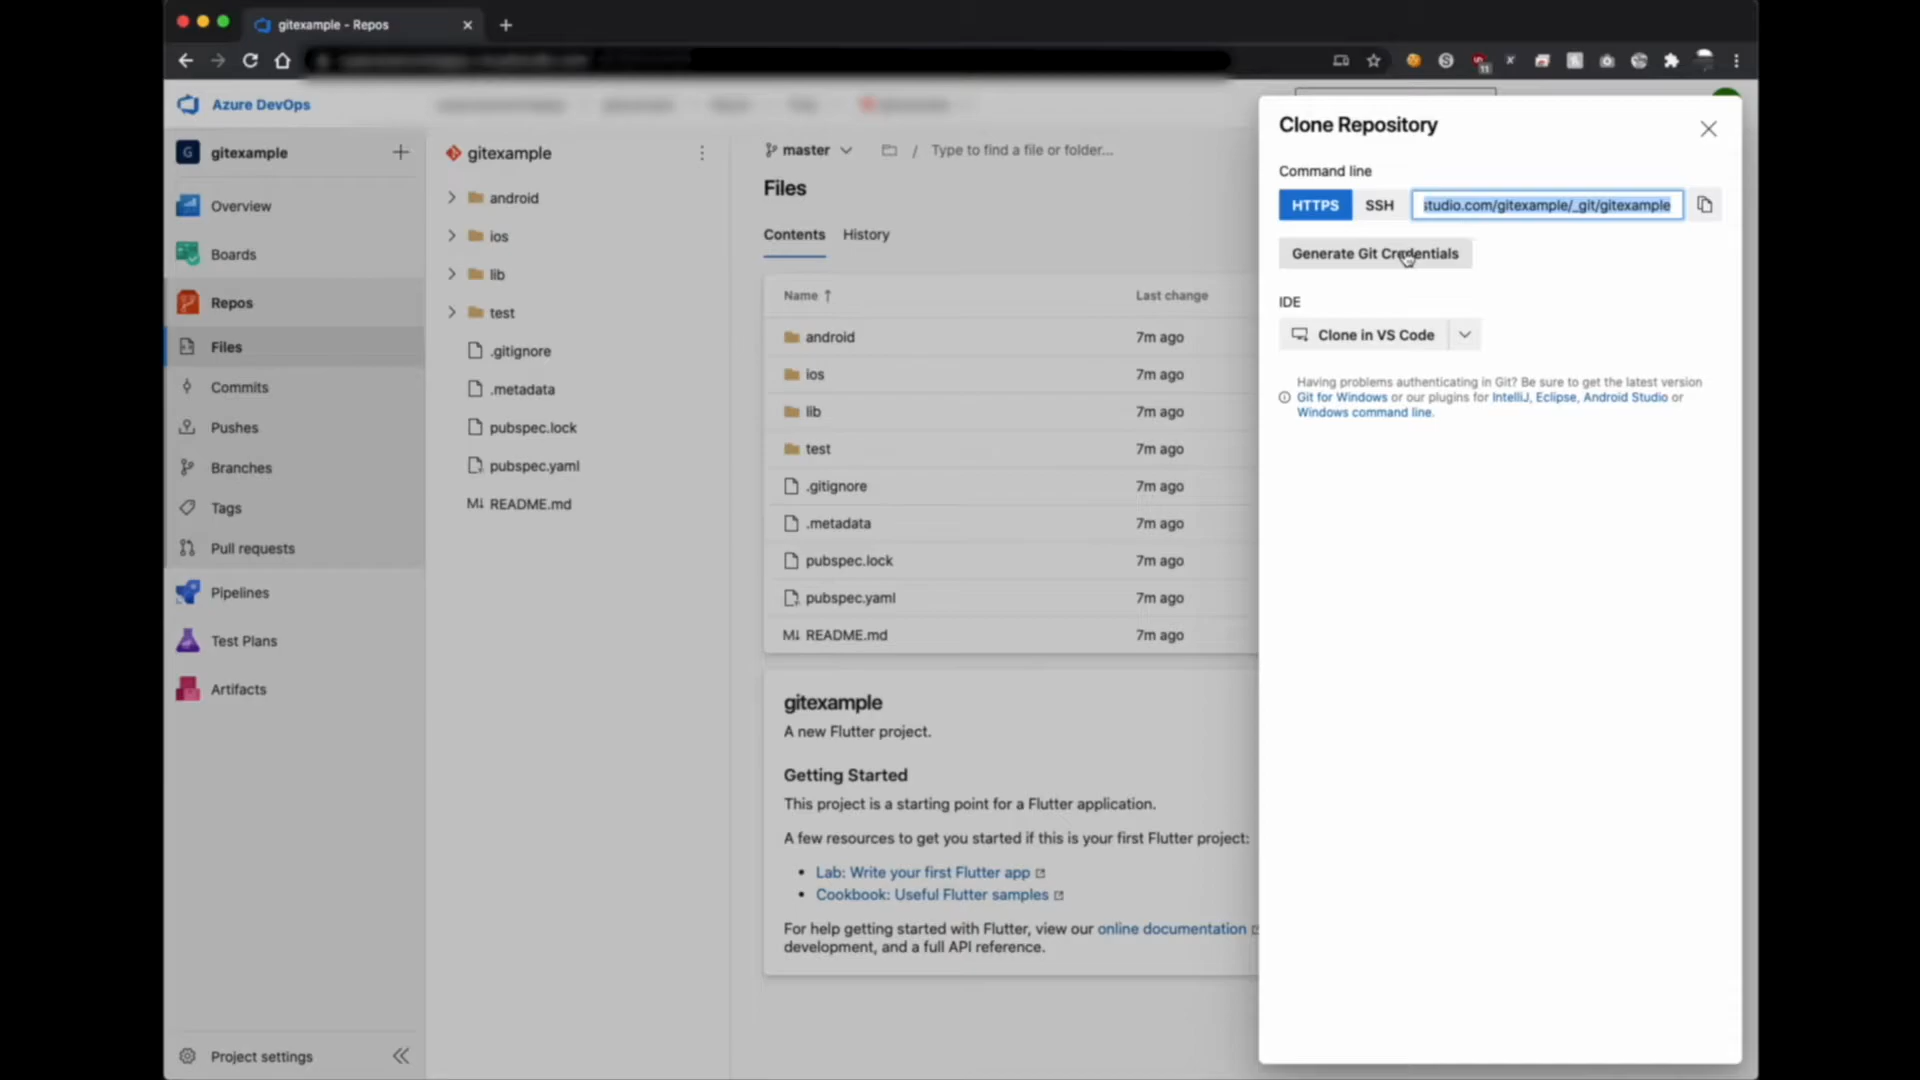 gitexample - Repos
11
Azure DevOps
G gitexample
Overview
Boards
Repos
Files
Commits
Pushes
Branches
Tags
Pull requests
Pipelines
Test Plans
Artifacts
Project settings
gitexample
android
ios
lib
test
.gitignore
.metadata
pubspec.lock
pubspec.yaml
M↓ README.md
master / Type to find a file or folder...
Files
Contents History
Name ↑ Last change
android 7m ago
ios 7m ago
lib 7m ago
test 7m ago
.gitignore 7m ago
.metadata 7m ago
pubspec.lock 7m ago
pubspec.yaml 7m ago
M↓ README.md 7m ago
gitexample
A new Flutter project.
Getting Started
This project is a starting point for a Flutter application.
A few resources to get you started if this is your first Flutter project:
• Lab: Write your first Flutter app
• Cookbook: Useful Flutter samples
For help getting started with Flutter, view our online documentation
development, and a full API reference.
Clone Repository
Command line
HTTPS SSH studio.com/gitexample/_git/gitexample
Generate Git Credentials
IDE
Clone in VS Code
Having problems authenticating in Git? Be sure to get the latest version
Git for Windows or our plugins for IntelliJ, Eclipse, Android Studio or
Windows command line.